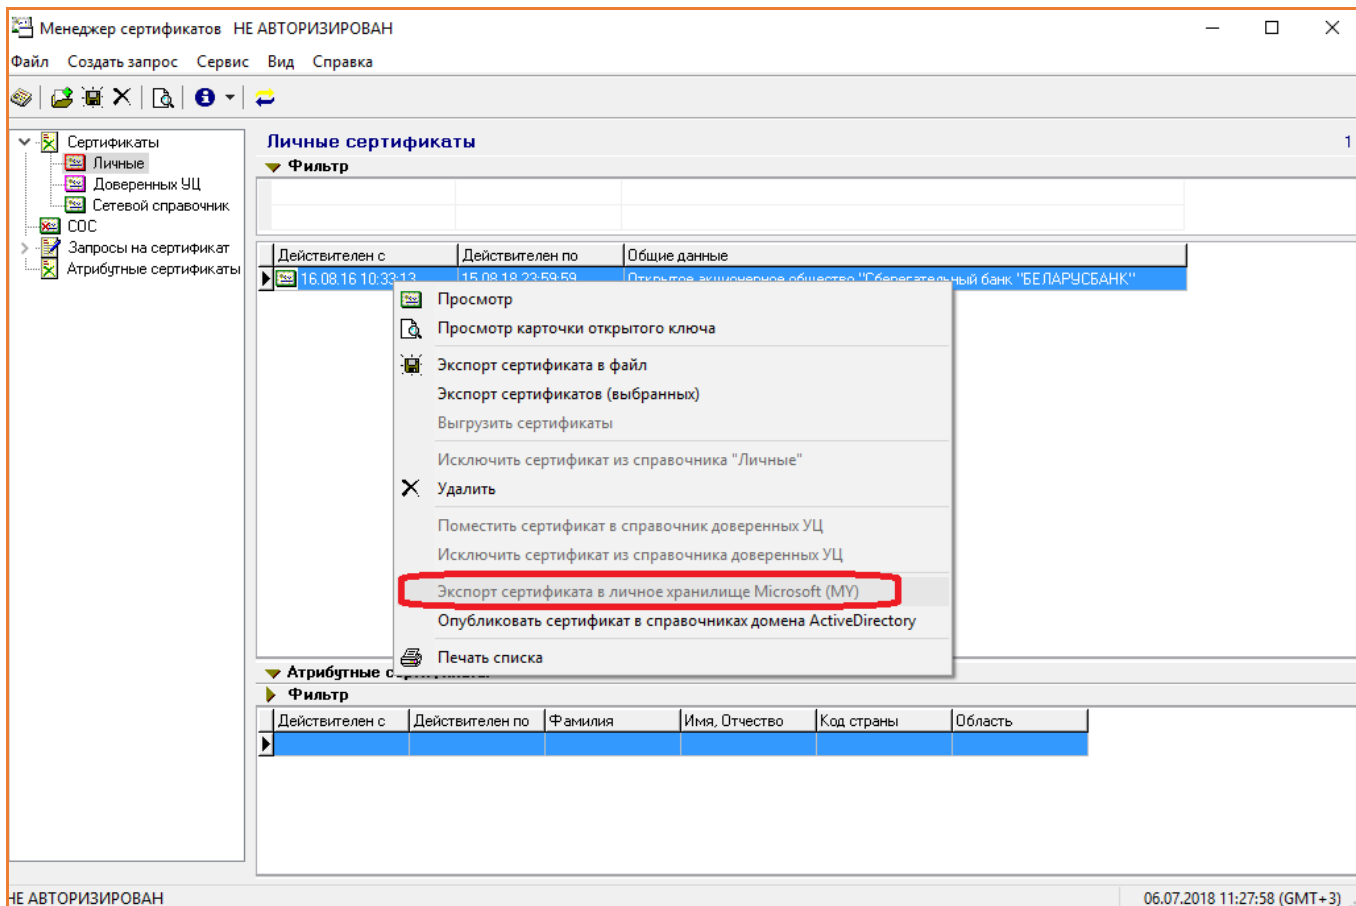 Менеджер сертификатов НЕ АВТОРИЗИРОВАН
Файл Создать запрос Сервис Вид Справка
Сертификаты
Личные
Доверенных УЦ
Сетевой справочник
СОС
Запросы на сертификат
Атрибутные сертификаты
Личные сертификаты 1
Фильтр
Действителен с Действителен по Общие данные
16.08.16 10:33:13 15.08.18 23:59:59 Открытое акционерное общество "Сберегательный банк "БЕЛАРУСБАНК"
Просмотр
Просмотр карточки открытого ключа
Экспорт сертификата в файл
Экспорт сертификатов (выбранных)
Выгрузить сертификаты
Исключить сертификат из справочника "Личные"
Удалить
Поместить сертификат в справочник доверенных УЦ
Исключить сертификат из справочника доверенных УЦ
Экспорт сертификата в личное хранилище Microsoft (MY)
Опубликовать сертификат в справочниках домена ActiveDirectory
Печать списка
Атрибутные
Фильтр
Действителен с Действителен по Фамилия Имя, Отчество Код страны Область
НЕ АВТОРИЗИРОВАН 06.07.2018 11:27:58 (GMT+3)